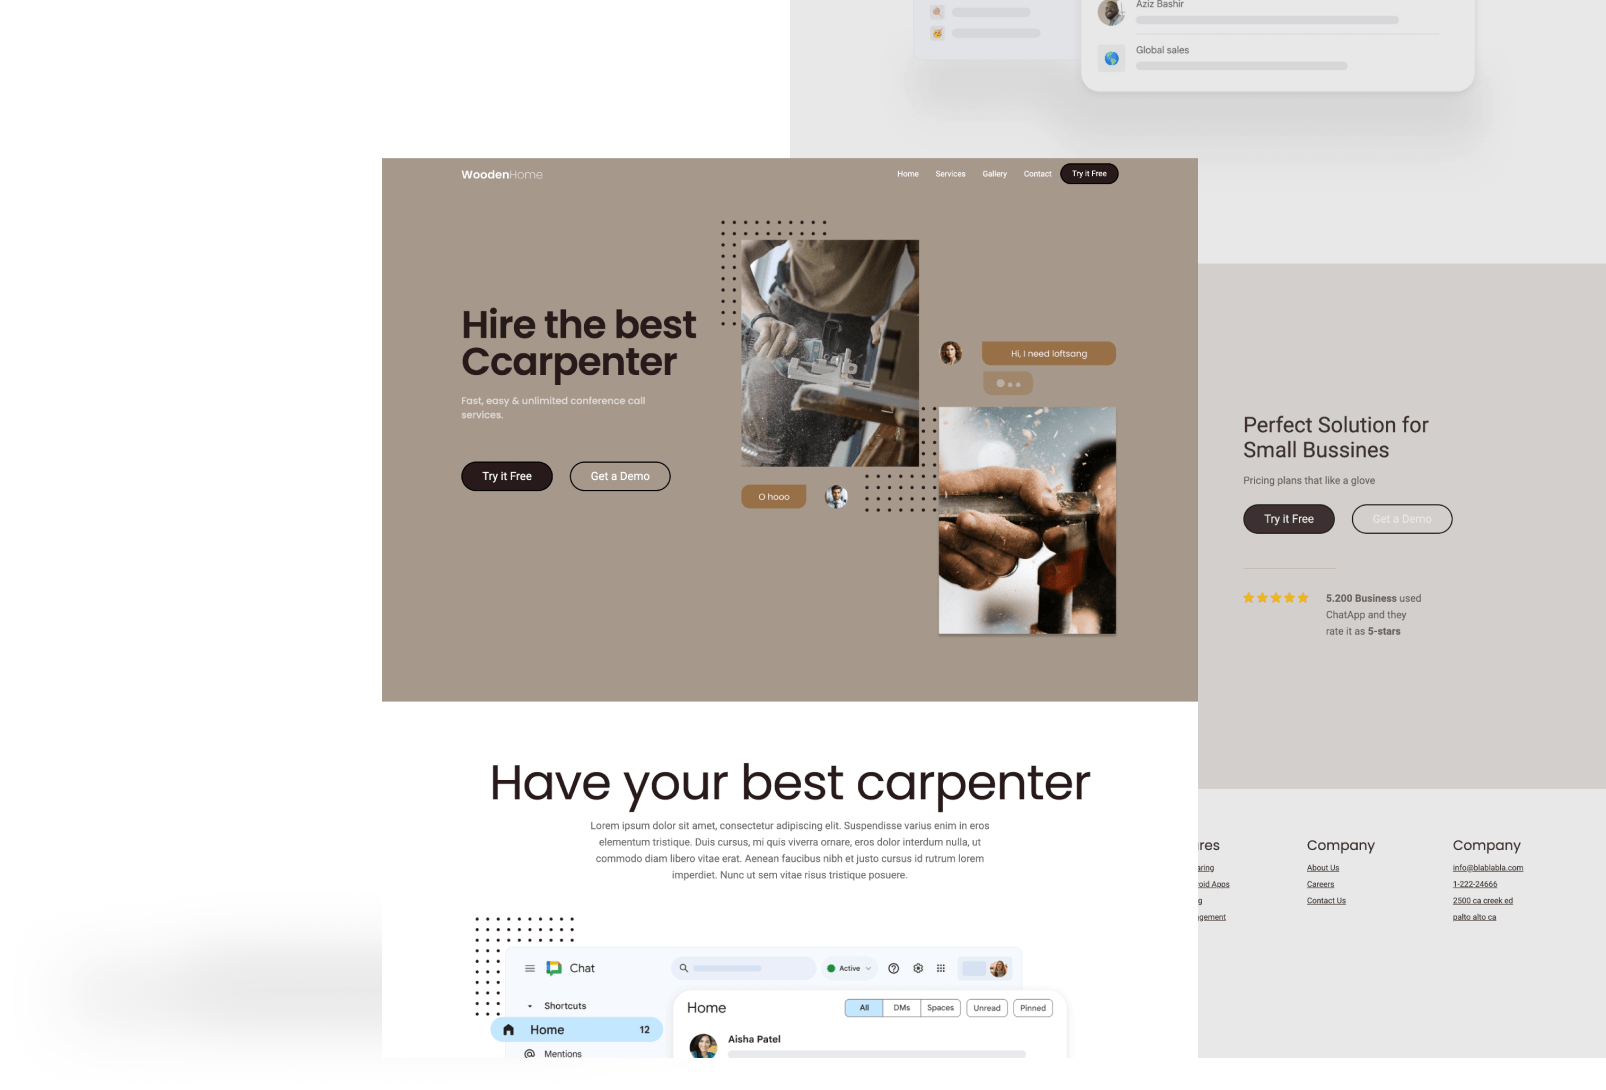 Aziz Bashir
Global sales
WoodenHome
Home
Services
Gallery
Contact
Try it Free
Hire the best
Ccarpenter
Fast, easy & unlimited conference call
services.
Try it Free
Get a Demo
Hi, I need loftsang
O hooo
Perfect Solution for
Small Bussines
Pricing plans that like a glove
Try it Free
Get a Demo
5.200 Business used
ChatApp and they
rate it as 5-stars
Have your best carpenter
Lorem ipsum dolor sit amet, consectetur adipiscing elit. Suspendisse varius enim in eros
elementum tristique. Duis cursus, mi quis viverra ornare, eros dolor interdum nulla, ut
commodo diam libero vitae erat. Aenean faucibus nibh et justo cursus id rutrum lorem
imperdiet. Nunc ut sem vitae risus tristique posuere.
res
aring
roid Apps
g
gement
Company
About Us
Careers
Contact Us
Company
info@blablabla.com
1-222-24666
2500 ca creek ed
palto alto ca
Chat
Active
Shortcuts
Home 12
Mentions
Home
All
DMs
Spaces
Unread
Pinned
Aisha Patel